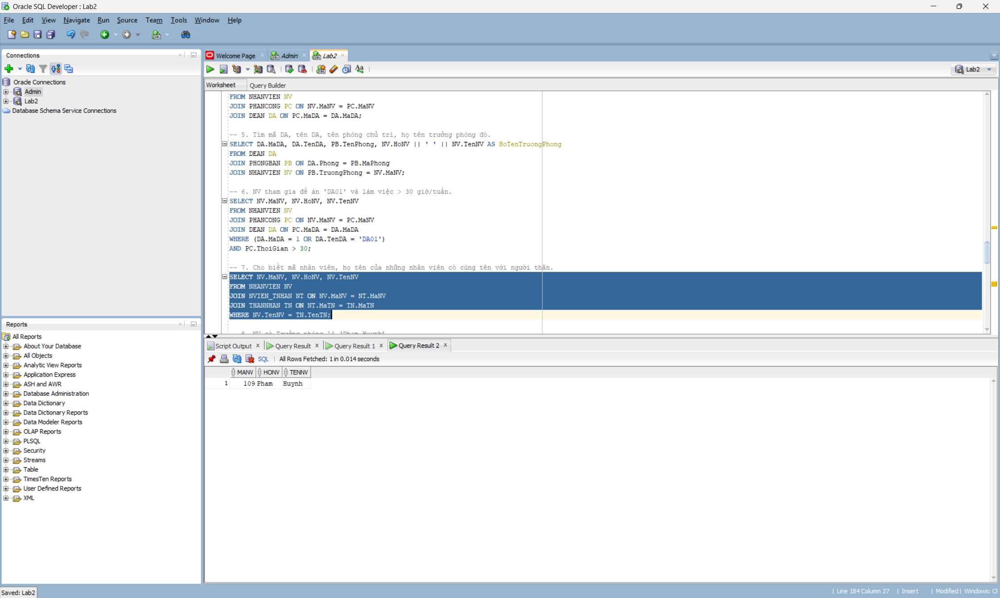 Oracle SQL Developer : Lab2
File Edit View Navigate Run Source Team Tools Window Help
Connections
Oracle Connections
Admin
Lab2
Database Schema Service Connections
Reports
All Reports
About Your Database
All Objects
Analytic View Reports
Application Express
ASH and AWR
Database Administration
Data Dictionary
Data Dictionary Reports
Data Modeler Reports
OLAP Reports
PLSQL
Security
Streams
Table
TimesTen Reports
User Defined Reports
XML
Welcome Page Admin Lab2
Lab2
Worksheet Query Builder
FROM NHANVIEN NV
JOIN PHANCONG PC ON NV.MaNV = PC.MaNV
JOIN DEAN DA ON PC.MaDA = DA.MaDA;
-- 5. Tìm mã DA, tên DA, tên phòng chủ trì, họ tên trưởng phòng đó.
SELECT DA.MaDA, DA.TenDA, PB.TenPhong, NV.HoNV || ' ' || NV.TenNV AS HoTenTruongPhong
FROM DEAN DA
JOIN PHONGBAN PB ON DA.Phong = PB.MaPhong
JOIN NHANVIEN NV ON PB.TruongPhong = NV.MaNV;
-- 6. NV tham gia đề án 'DA01' và làm việc > 30 giờ/tuần.
SELECT NV.MaNV, NV.HoNV, NV.TenNV
FROM NHANVIEN NV
JOIN PHANCONG PC ON NV.MaNV = PC.MaNV
JOIN DEAN DA ON PC.MaDA = DA.MaDA
WHERE (DA.MaDA = 1 OR DA.TenDA = 'DA01')
AND PC.ThoiGian > 30;
-- 7. Cho biết mã nhân viên, họ tên của những nhân viên có cùng tên với người thân.
SELECT NV.MaNV, NV.HoNV, NV.TenNV
FROM NHANVIEN NV
JOIN NVIEN_TNHAN NT ON NV.MaNV = NT.MaNV
JOIN THANNHAN TN ON NT.MaTN = TN.MaTN
WHERE NV.TenNV = TN.TenTN;
Script Output Query Result Query Result 1 Query Result 2
SQL All Rows Fetched: 1 in 0.014 seconds
MANV HONV TENNV
1 109 Pham Huynh
Saved: Lab2
Line 184 Column 27 Insert Modified Windows: